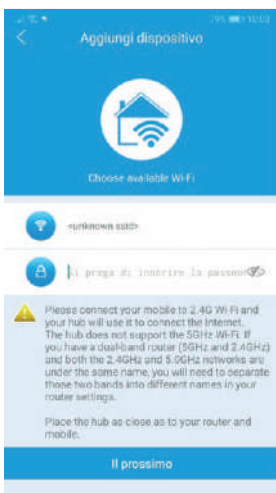 Aggiungi dispositivo
Choose available Wi-Fi
<unknown ssid>
Si prega di inserire la passwor
Please connect your mobile to 2.4G Wi-Fi and
your hub will use it to connect the Internet.
The hub does not support the 5GHz Wi-Fi. If
you have a dual-band router (5GHz and 2.4GHz)
and both the 2.4GHz and 5.0GHz networks are
under the same name, you will need to separate
those two bands into different names in your
router settings.
Place the hub as close as to your router and
mobile.
Il prossimo